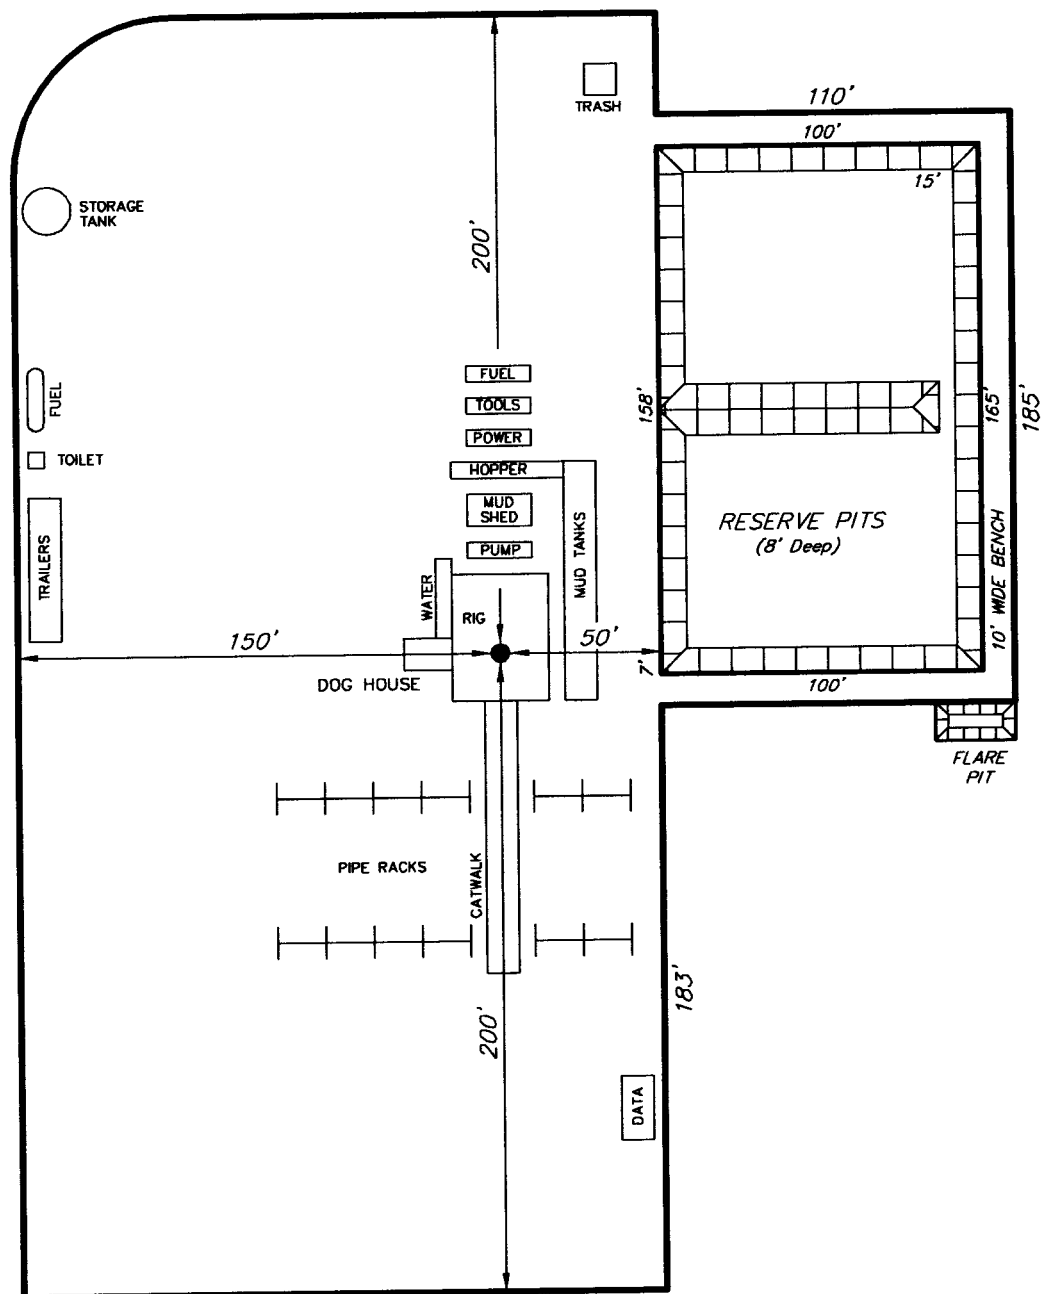 110'
100'
TRASH
15'
STORAGE
TANK
200'
FUEL
FUEL
TOOLS
158'
165'
185'
POWER
TOILET
HOPPER
MUD
SHED
RESERVE PITS
(8' Deep)
TRAILERS
MUD TANKS
10' WIDE BENCH
PUMP
WATER
RIG
150'
50'
7'
DOG HOUSE
100'
FLARE
PIT
PIPE RACKS
CATWALK
183'
200'
DATA